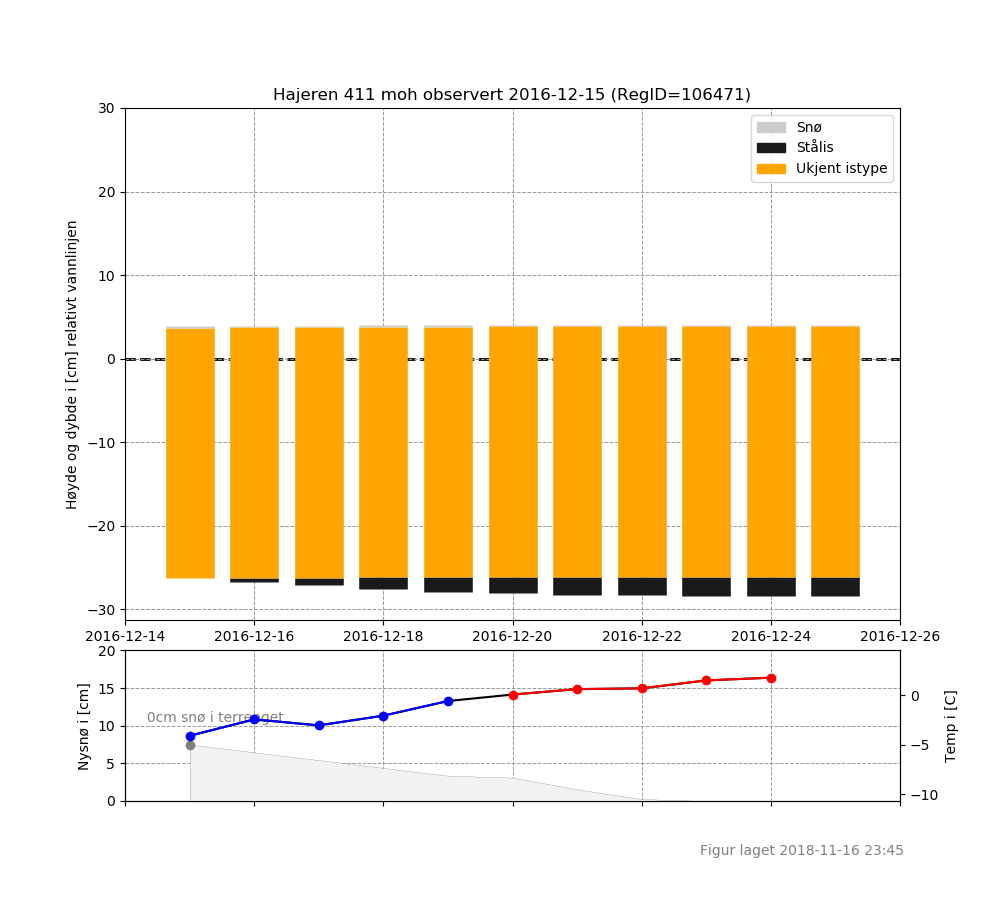 Hajeren 411 moh observert 2016-12-15 (RegID=106471)
30
20
10
0
−10
−20
−30
Høyde og dybde i [cm] relativt vannlinjen
Snø
Stålis
Ukjent istype
2016-12-14 2016-12-16 2016-12-18 2016-12-20 2016-12-22 2016-12-24 2016-12-26
20
15
10
5
0
Nysnø i [cm]
0cm snø i terrenget
0
−5
−10
Temp i [C]
Figur laget 2018-11-16 23:45